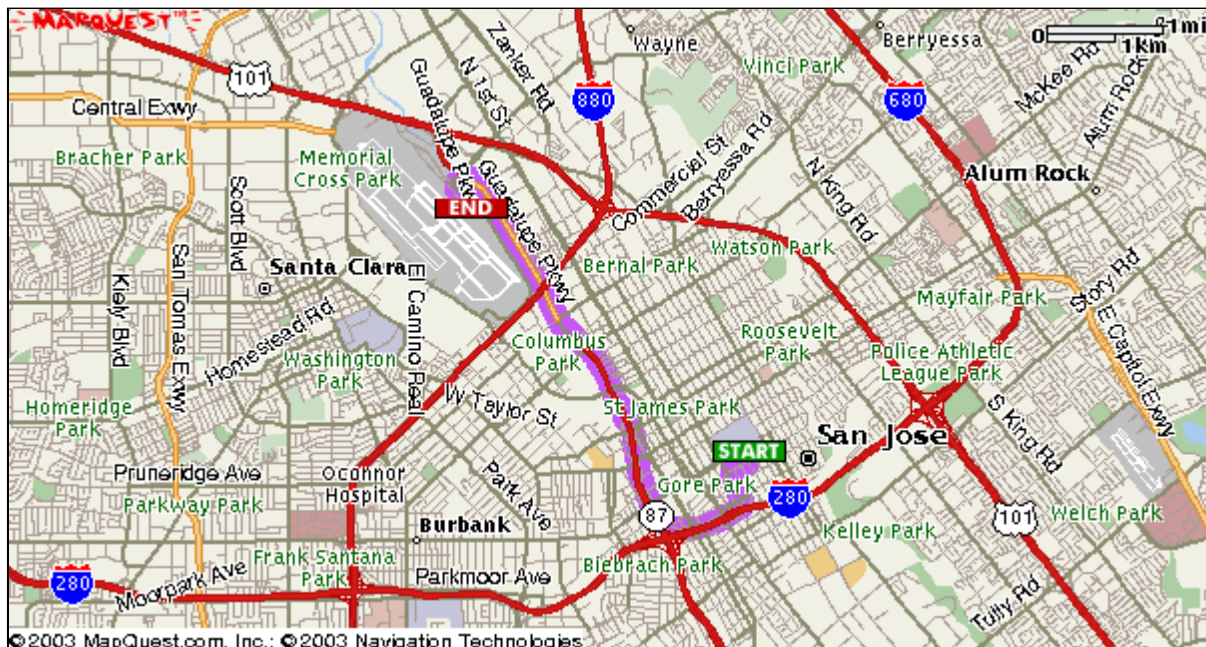 MAPQUEST
TM
Wayne
Berryessa
0
1mi
1km
101
Zanker Rd
N 1st St
880
Vinci Park
680
McKee Rd
Alum Rock
Central Exwy
Guadalupe Pkwy
Bracher Park
Memorial
Cross Park
Commercial St
Berryessa Rd
N King Rd
Alum Rock
Scott Blvd
END
Guadalupe Pkwy
Watson Park
Santa Clara
Bernal Park
Story Rd
Kiely Blvd
San Tomas Exwy
El Camino Real
Mayfair Park
S E Capitol Exwy
Homestead Rd
Columbus
Park
Roosevelt
Park
Washington
Park
Police Athletic
League Park
Homeridge
Park
W Taylor St
St James Park
S King Rd
START
San Jose
Pruneridge Ave
Oconnor
Hospital
Park Ave
Gore Park
280
Parkway Park
87
101
Welch Park
Burbank
Kelley Park
Frank Santana
Park
Biebrach Park
280
Moorpark Ave
Parkmoor Ave
Tully Rd
©2003 MapQuest.com, Inc.; ©2003 Navigation Technologies